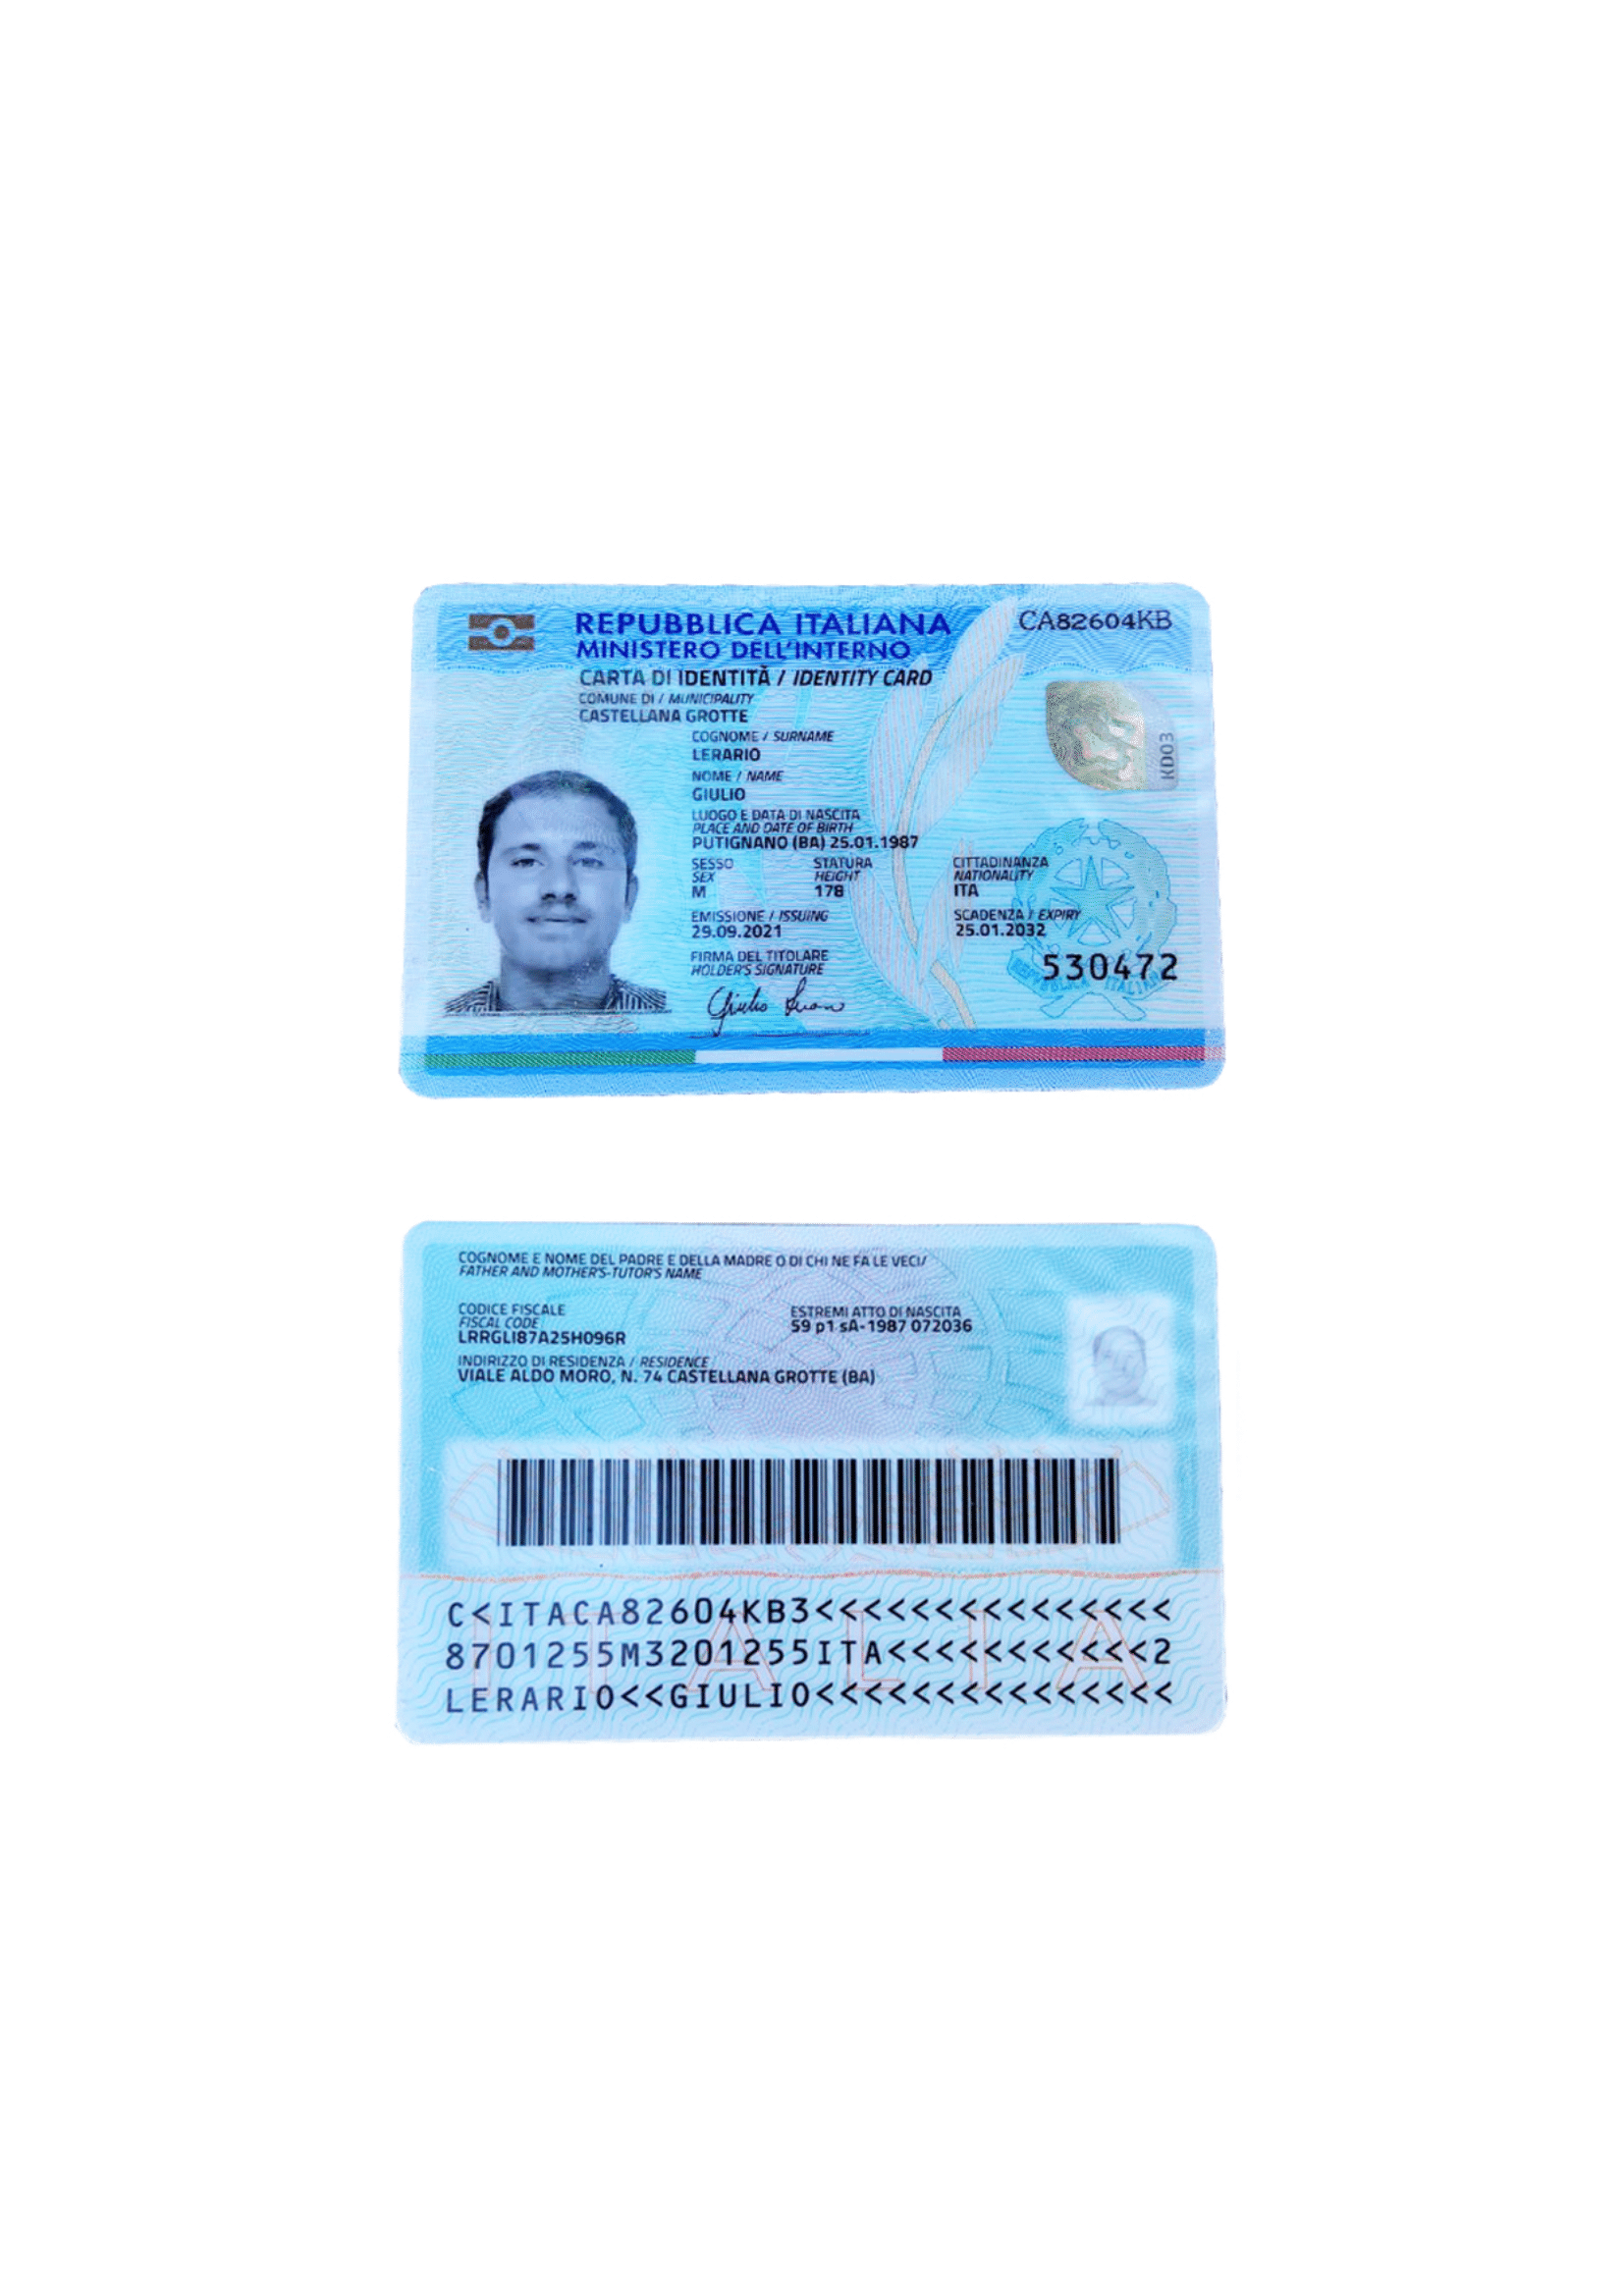 REPUBBLICA ITALIANA
CA82604KB
MINISTERO DELL'INTERNO
CARTA DI IDENTITÀ / IDENTITY CARD
COMUNE DI / MUNICIPALITY
CASTELLANA GROTTE
COGNOME / SURNAME
LERARIO
NOME / NAME
GIULIO
KD03
LUOGO E DATA DI NASCITA
PLACE AND DATE OF BIRTH
PUTIGNANO (BA) 25.01.1987
SESSO STATURA CITTADINANZA
SEX HEIGHT NATIONALITY
M 178 ITA
EMISSIONE / ISSUING SCADENZA / EXPIRY
29.09.2021 25.01.2032
FIRMA DEL TITOLARE
HOLDER'S SIGNATURE
530472
REPUBBLICA ITALIANA
Giulio
COGNOME E NOME DEL PADRE E DELLA MADRE O DI CHI NE FA LE VECI/
FATHER AND MOTHER'S-TUTOR'S NAME
CODICE FISCALE ESTREMI ATTO DI NASCITA
FISCAL CODE 59 p1 sA-1987 072036
LRRGLI87A25H096R
INDIRIZZO DI RESIDENZA / RESIDENCE
VIALE ALDO MORO, N. 74 CASTELLANA GROTTE (BA)
C<ITACA82604KB3<<<<<<<<<<<<<<<
8701255M3201255ITA<<<<<<<<<<<2
LERARIO<<GIULIO<<<<<<<<<<<<<<<
ITALIA